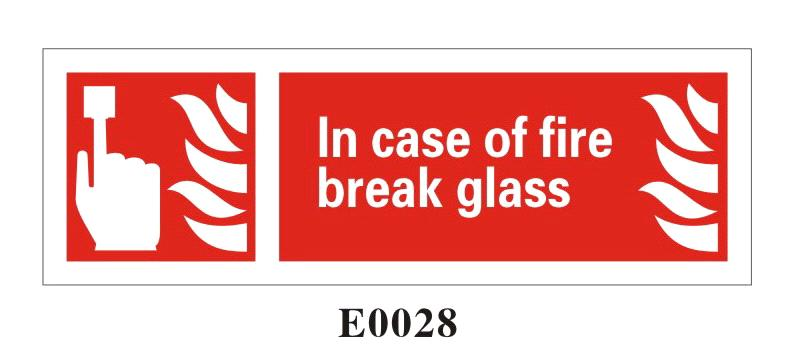 In case of fire
break glass
E0028